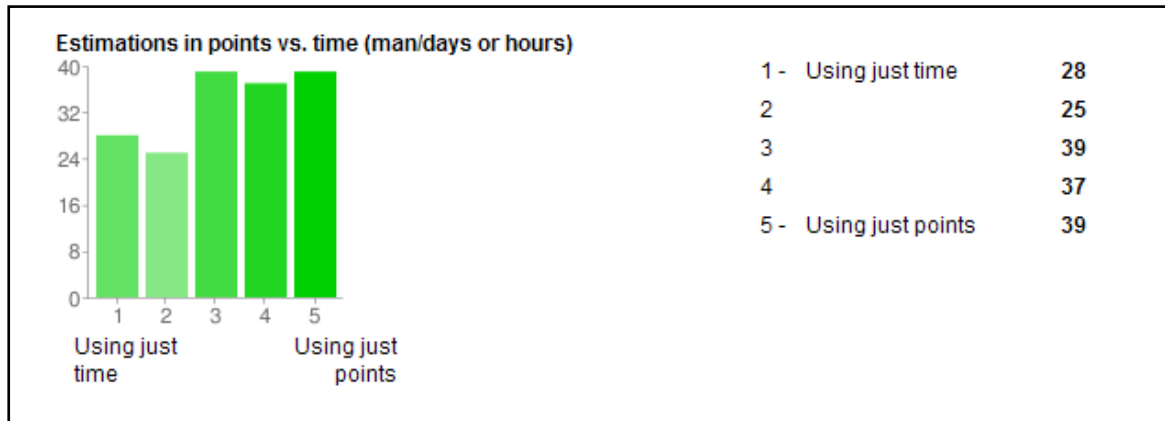 Estimations in points vs. time (man/days or hours)
40
32
24
16
8
0
1 2 3 4 5
Using just time
Using just points
1 - Using just time 28
2 25
3 39
4 37
5 - Using just points 39